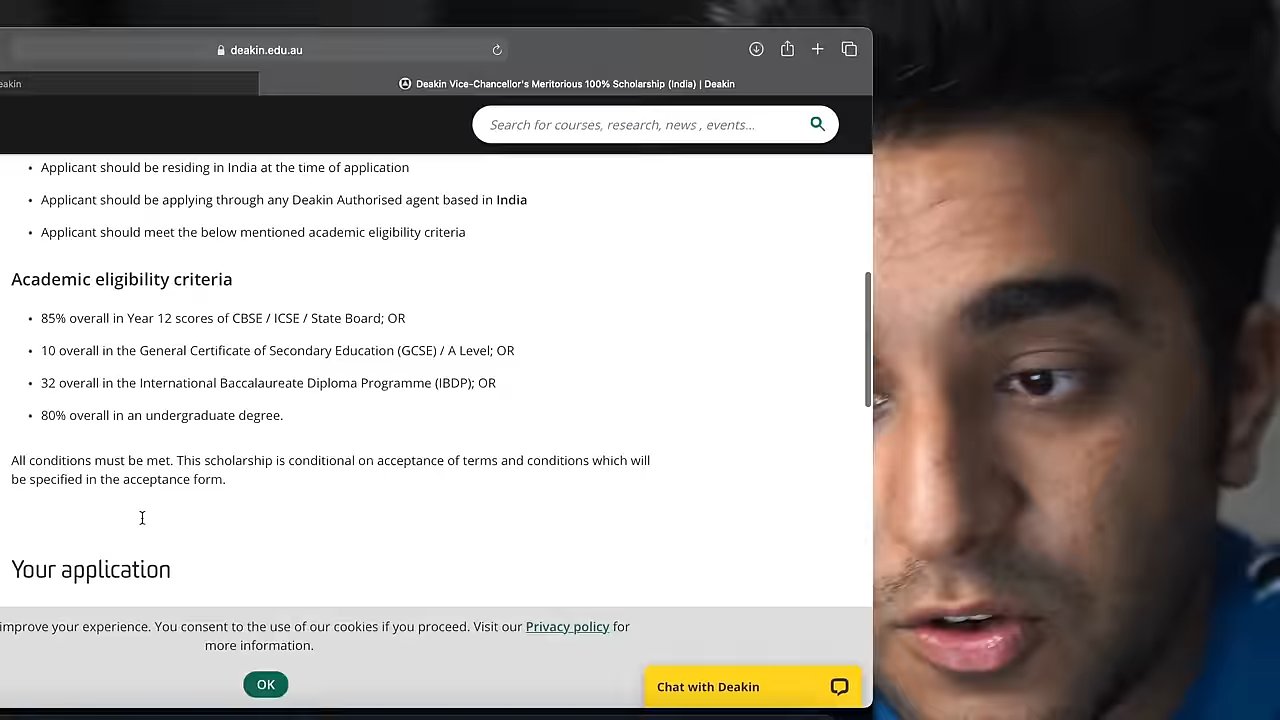 deakin.edu.au
eakin
Deakin Vice-Chancellor's Meritorious 100% Scholarship (India) | Deakin
Search for courses, research, news , events...
• Applicant should be residing in India at the time of application
• Applicant should be applying through any Deakin Authorised agent based in India
• Applicant should meet the below mentioned academic eligibility criteria
Academic eligibility criteria
• 85% overall in Year 12 scores of CBSE / ICSE / State Board; OR
• 10 overall in the General Certificate of Secondary Education (GCSE) / A Level; OR
• 32 overall in the International Baccalaureate Diploma Programme (IBDP); OR
• 80% overall in an undergraduate degree.
All conditions must be met. This scholarship is conditional on acceptance of terms and conditions which will
be specified in the acceptance form.
Your application
improve your experience. You consent to the use of our cookies if you proceed. Visit our Privacy policy for
more information.
OK
Chat with Deakin